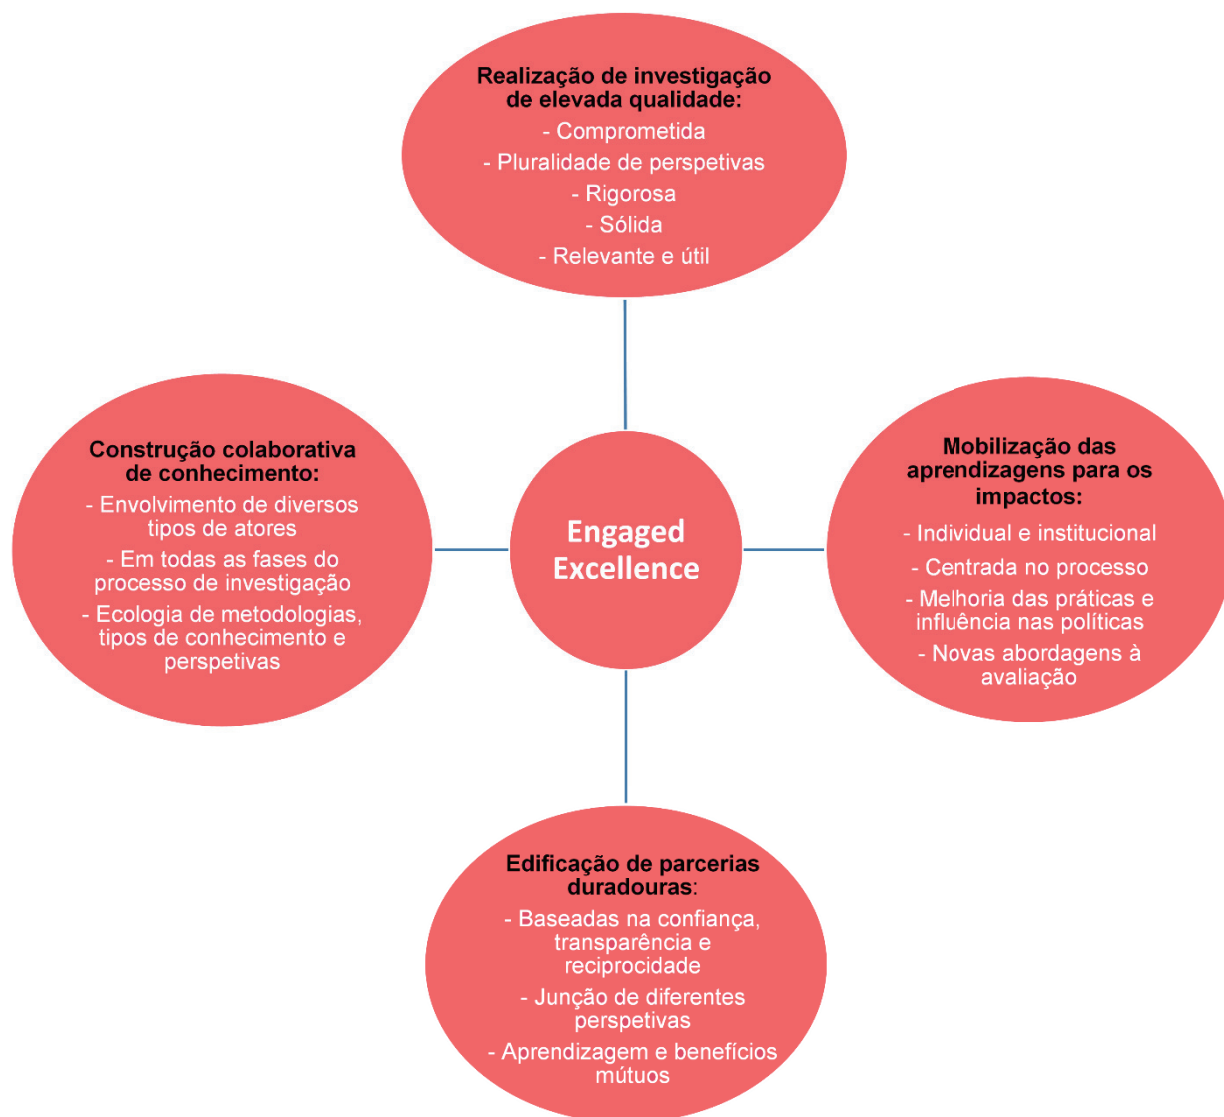 Realização de investigação
de elevada qualidade:
- Comprometida
- Pluralidade de perspetivas
- Rigorosa
- Sólida
- Relevante e útil
Construção colaborativa
de conhecimento:
- Envolvimento de diversos
tipos de atores
- Em todas as fases do
processo de investigação
- Ecologia de metodologias,
tipos de conhecimento e
perspetivas
Engaged
Excellence
Mobilização das
aprendizagens para os
impactos:
- Individual e institucional
- Centrada no processo
- Melhoria das práticas e
influência nas políticas
- Novas abordagens à
avaliação
Edificação de parcerias
duradouras:
- Baseadas na confiança,
transparência e
reciprocidade
- Junção de diferentes
perspetivas
- Aprendizagem e benefícios
mútuos